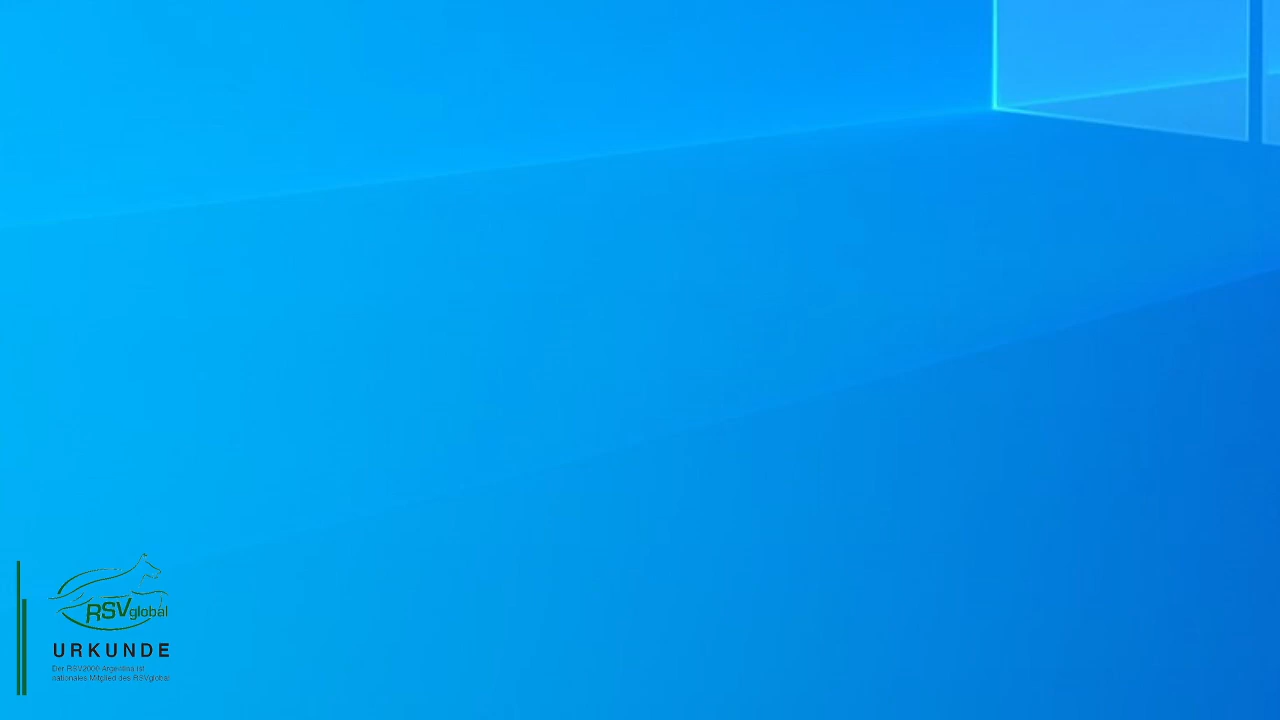 RSVglobal
URKUNDE
Der RSV2000 Argentina ist
nationales Mitglied des RSVglobal